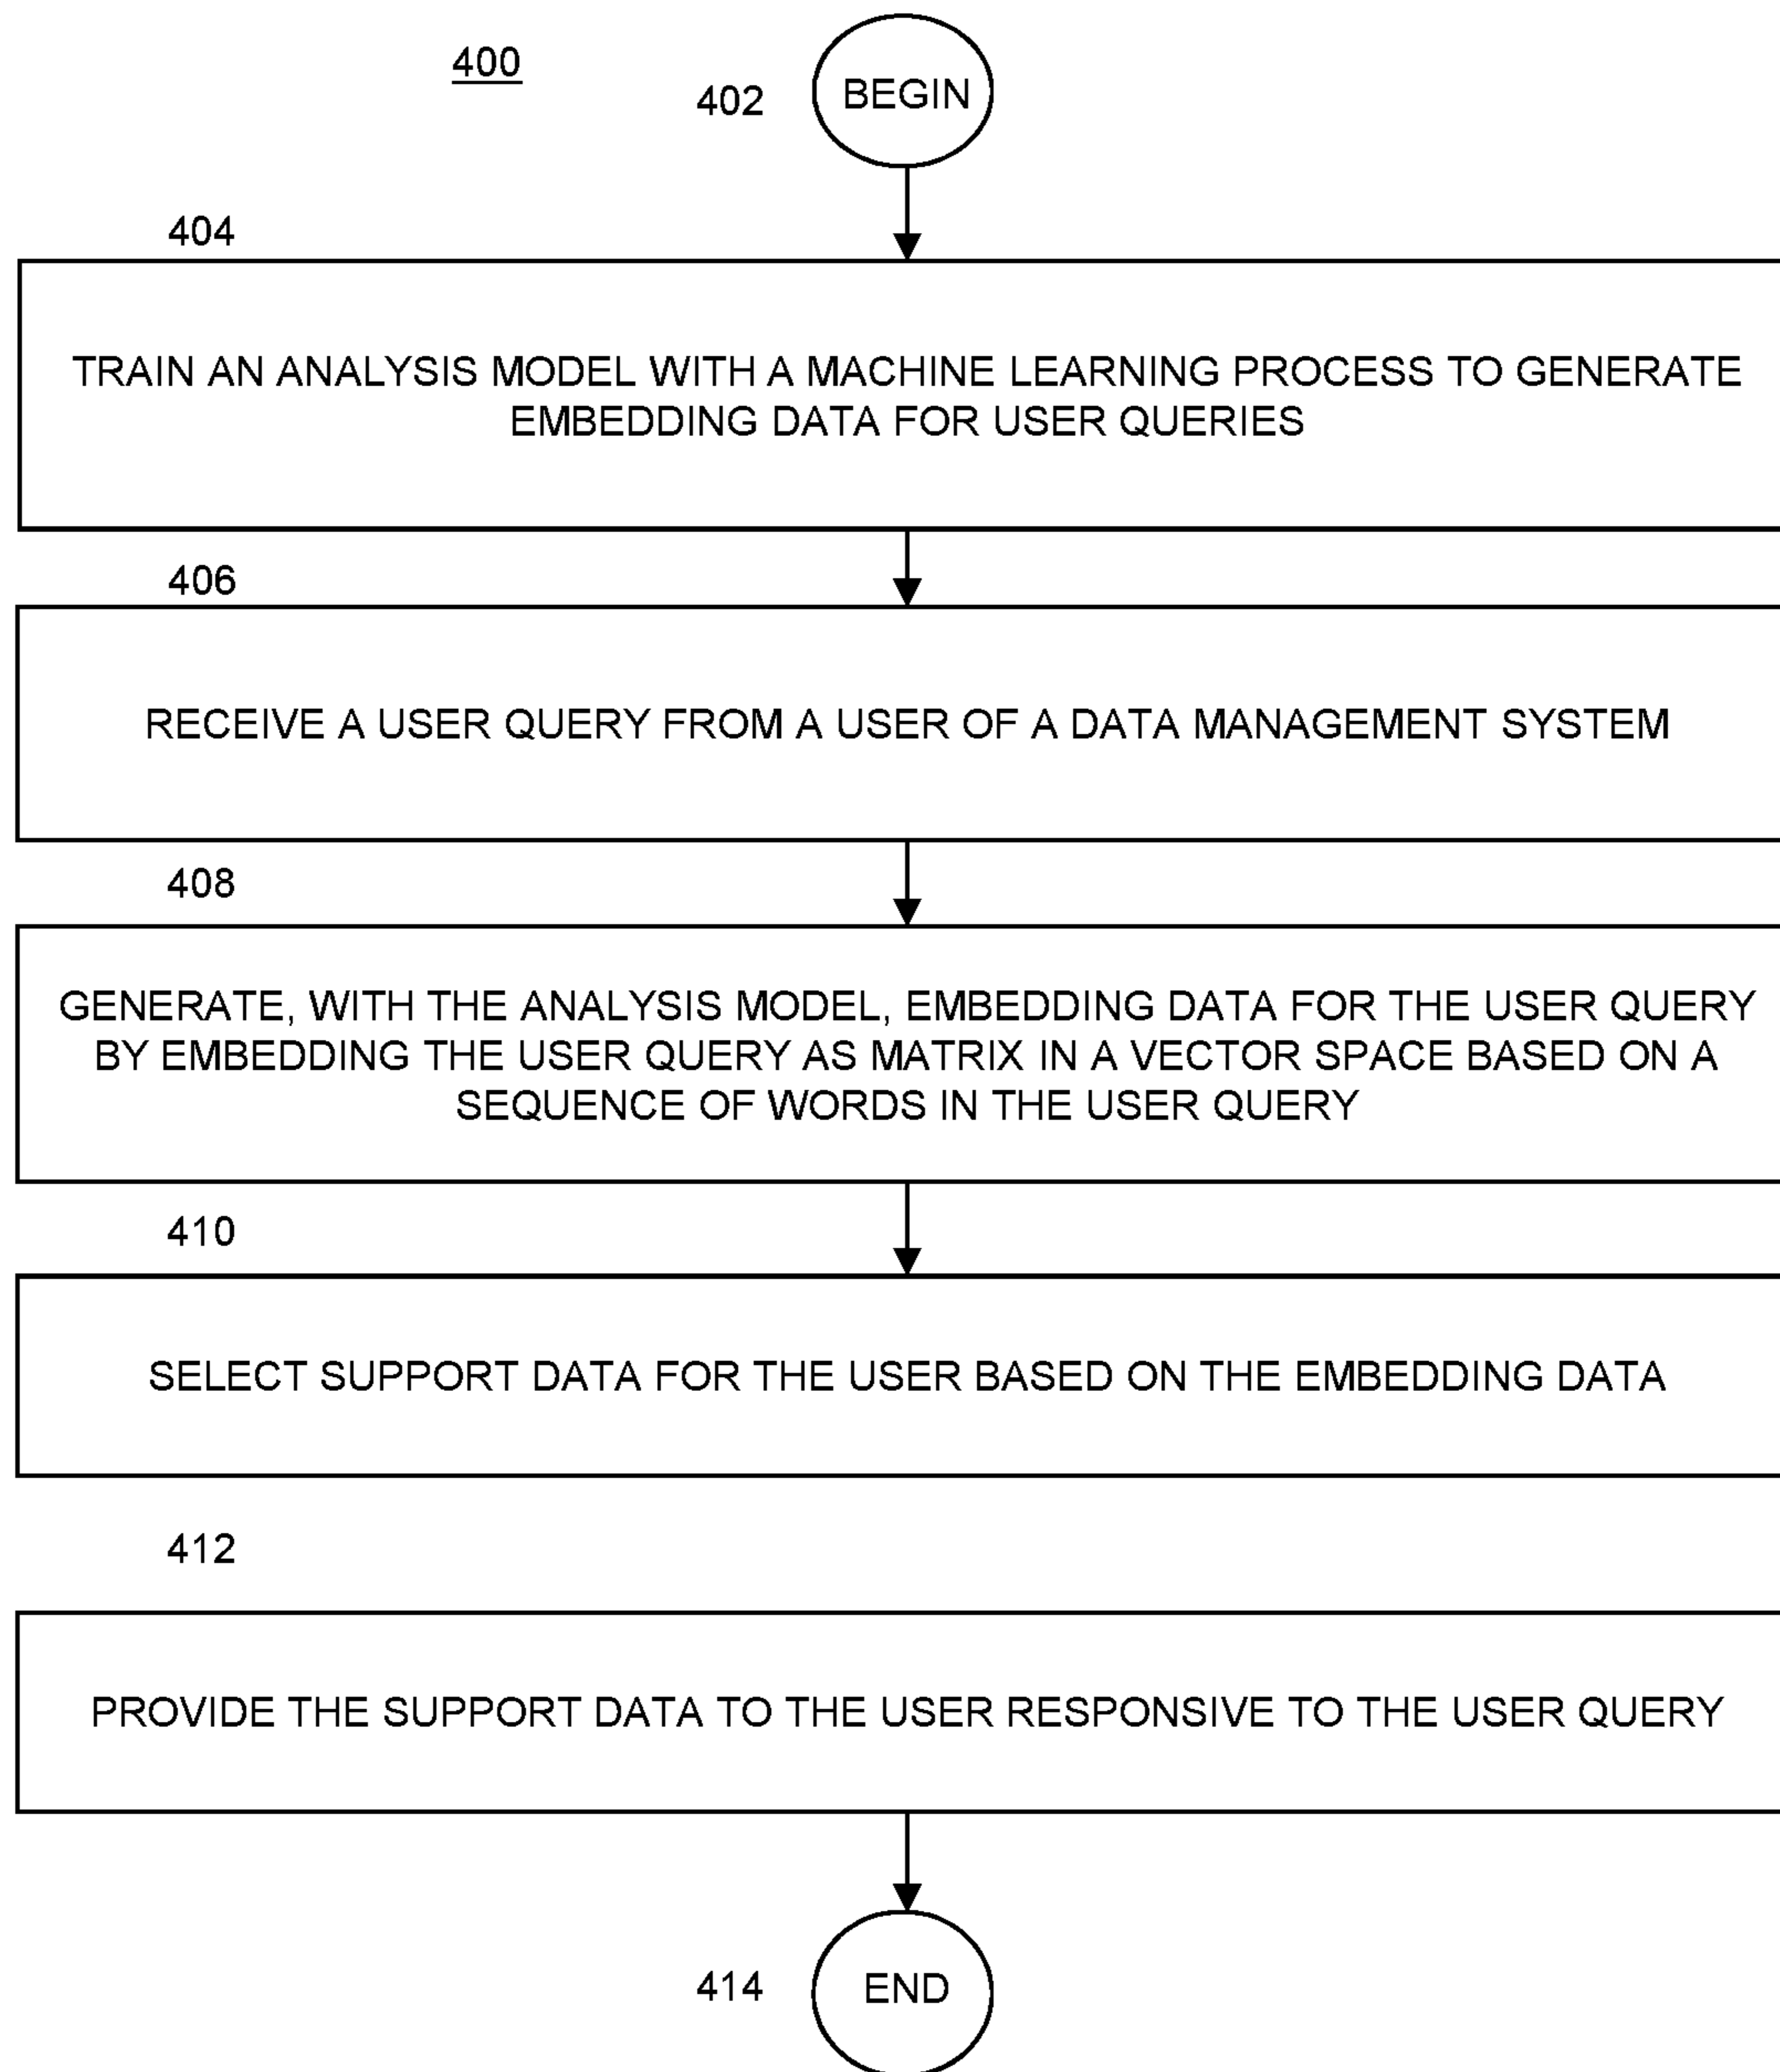 400
402
BEGIN
404
TRAIN AN ANALYSIS MODEL WITH A MACHINE LEARNING PROCESS TO GENERATE
EMBEDDING DATA FOR USER QUERIES
406
RECEIVE A USER QUERY FROM A USER OF A DATA MANAGEMENT SYSTEM
408
GENERATE, WITH THE ANALYSIS MODEL, EMBEDDING DATA FOR THE USER QUERY
BY EMBEDDING THE USER QUERY AS MATRIX IN A VECTOR SPACE BASED ON A
SEQUENCE OF WORDS IN THE USER QUERY
410
SELECT SUPPORT DATA FOR THE USER BASED ON THE EMBEDDING DATA
412
PROVIDE THE SUPPORT DATA TO THE USER RESPONSIVE TO THE USER QUERY
414
END